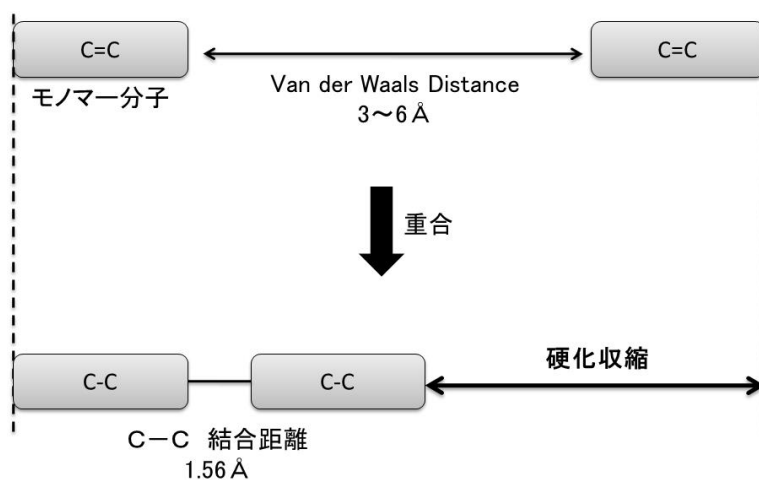 C=C
C=C
モノマー分子
Van der Waals Distance
3～6Å
重合
C-C
C-C
硬化収縮
C－C 結合距離
1.56Å